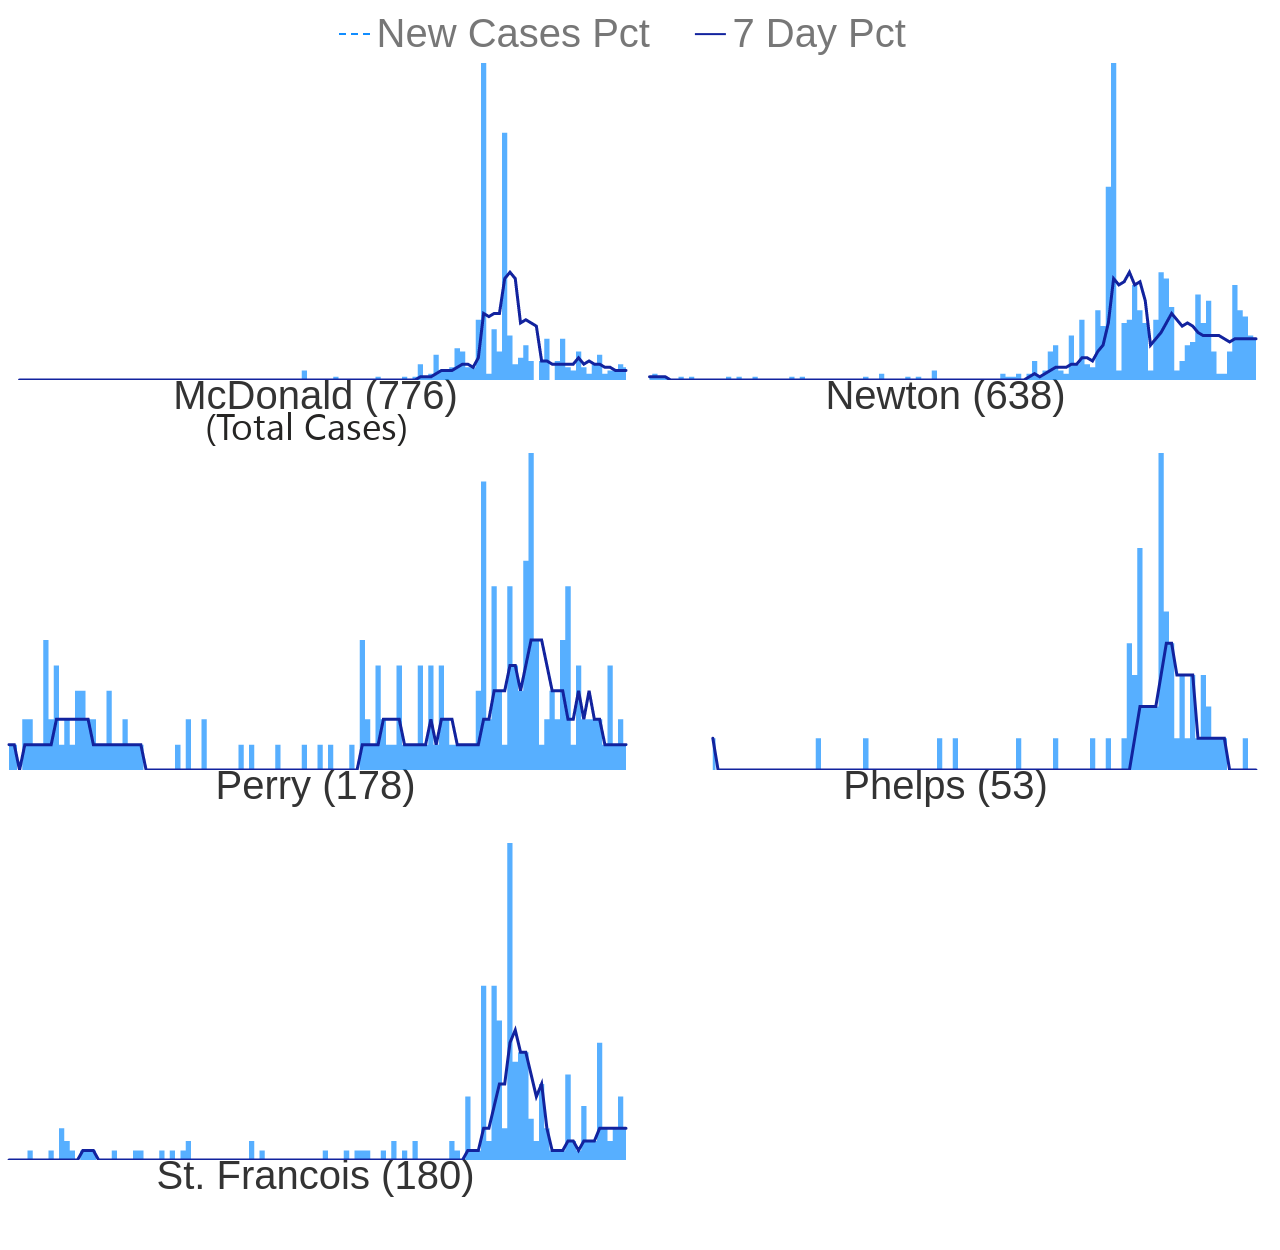 New Cases Pct 7 Day Pct
McDonald (776)
(Total Cases)
Newton (638)
Perry (178)
Phelps (53)
St. Francois (180)